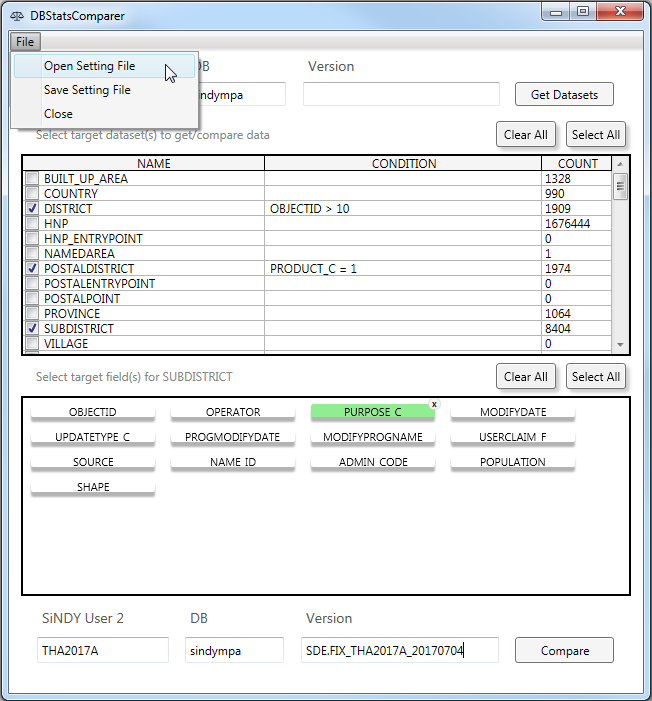 DBStatsComparer
File
Open Setting File
Save Setting File
Close
DB
Version
indympa
Get Datasets
Select target dataset(s) to get/compare data
Clear All
Select All
NAME CONDITION COUNT
BUILT_UP_AREA 1328
COUNTRY 990
DISTRICT OBJECTID > 10 1909
HNP 1676444
HNP_ENTRYPOINT 0
NAMEDAREA 1
POSTALDISTRICT PRODUCT_C = 1 1974
POSTALENTRYPOINT 0
POSTALPOINT 0
PROVINCE 1064
SUBDISTRICT 8404
VILLAGE 0
Select target field(s) for SUBDISTRICT
Clear All
Select All
OBJECTID OPERATOR PURPOSE_C x MODIFYDATE
UPDATETYPE_C PROGMODIFYDATE MODIFYPROGNAME USERCLAIM_F
SOURCE NAME_ID ADMIN_CODE POPULATION
SHAPE
SiNDY User 2 DB Version
THA2017A sindympa SDE.FIX_THA2017A_20170704 Compare